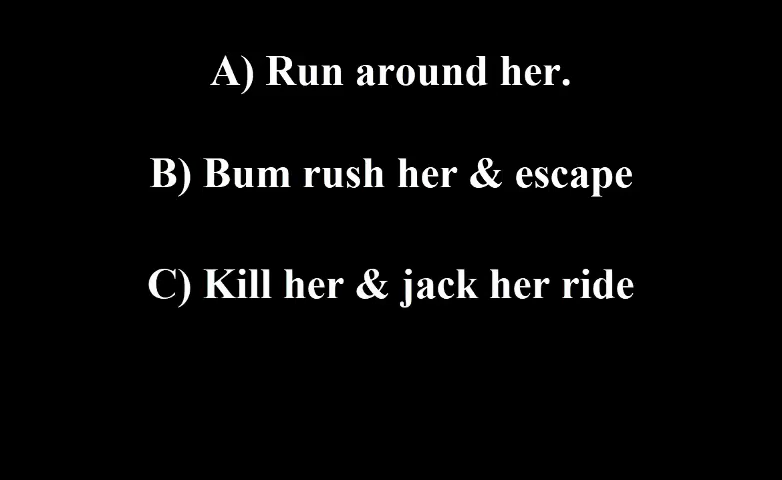 A) Run around her.
B) Bum rush her & escape
C) Kill her & jack her ride